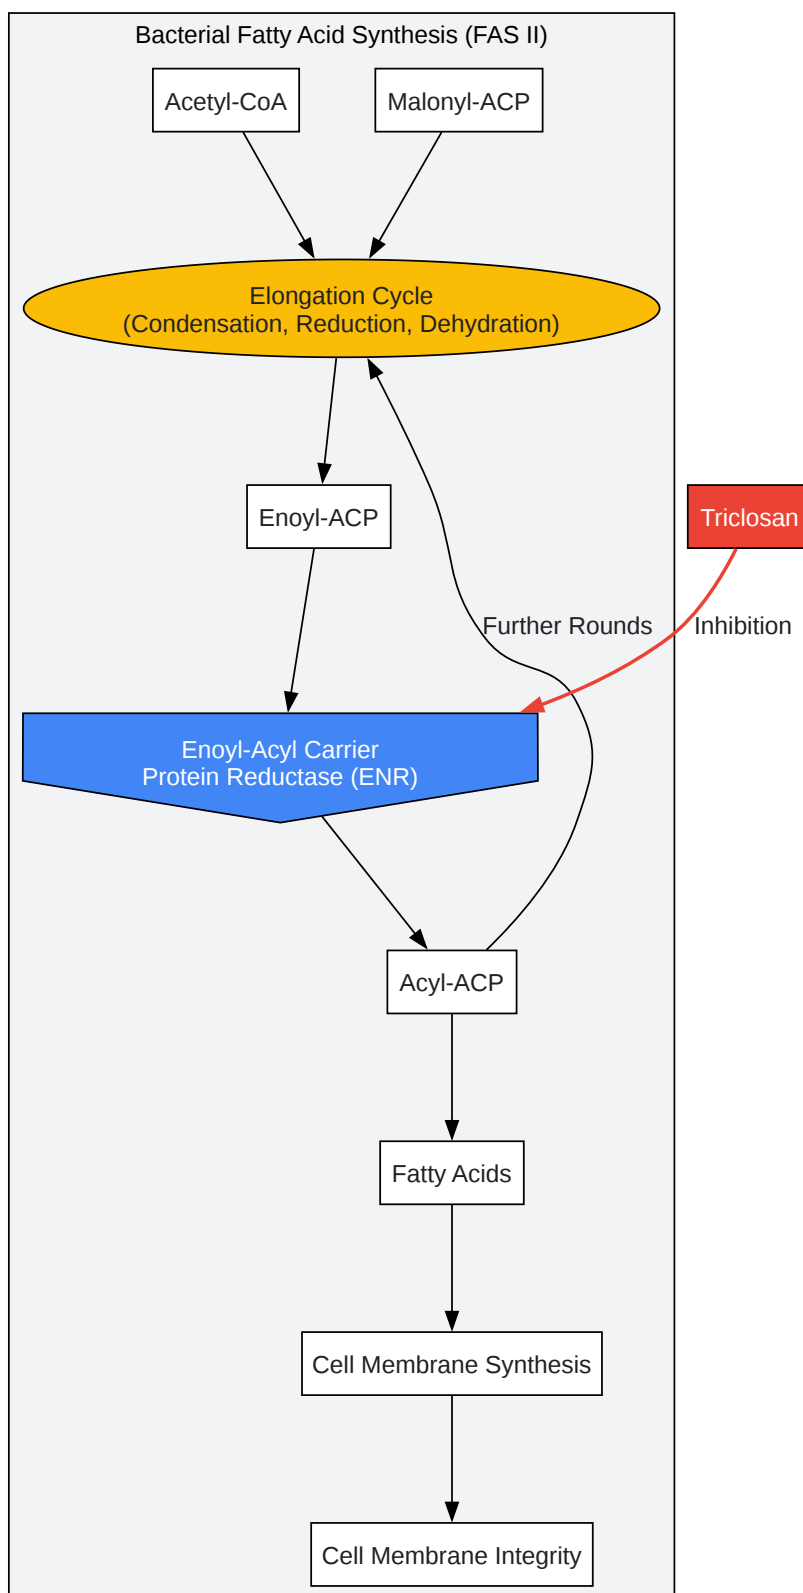 Bacterial Fatty Acid Synthesis (FAS II)
Acetyl-CoA
Malonyl-ACP
Elongation Cycle
(Condensation, Reduction, Dehydration)
Enoyl-ACP
Triclosan
Further Rounds
Inhibition
Enoyl-Acyl Carrier
Protein Reductase (ENR)
Acyl-ACP
Fatty Acids
Cell Membrane Synthesis
Cell Membrane Integrity